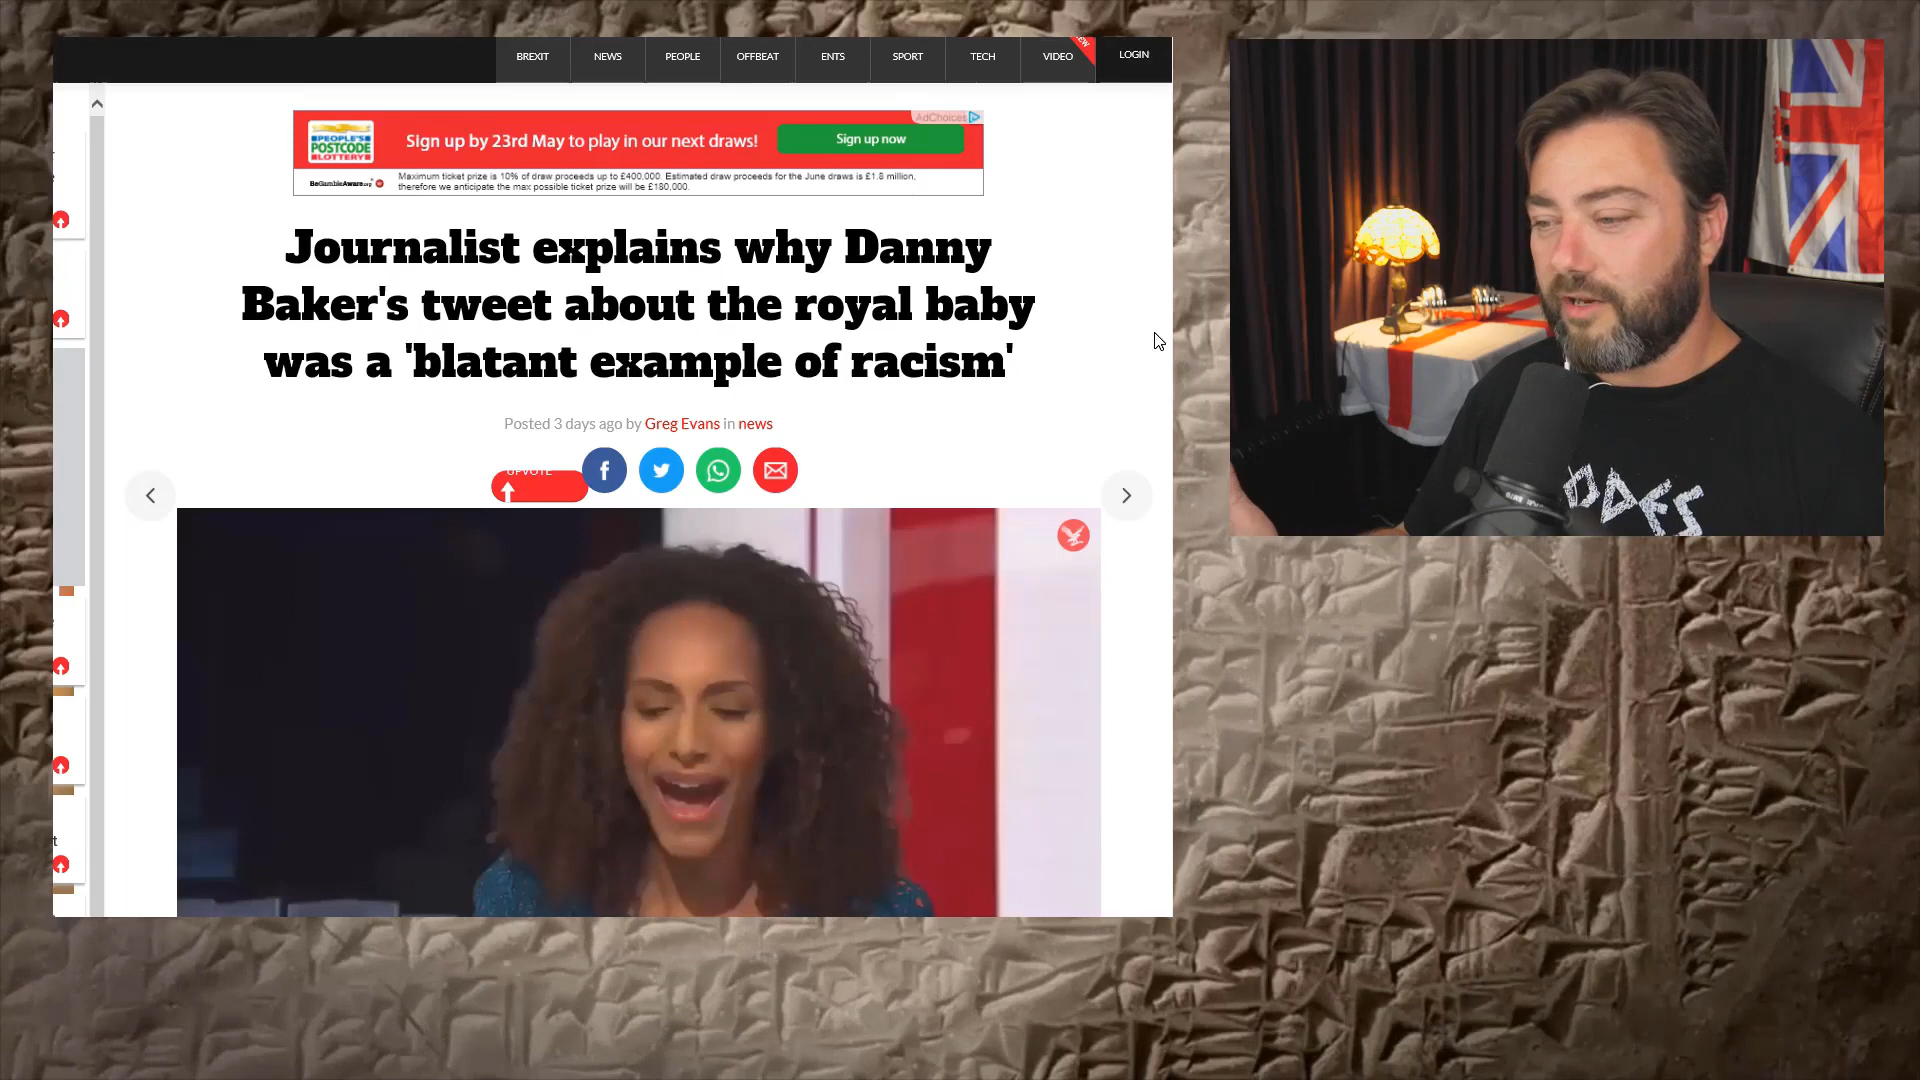 BREXIT
NEWS
PEOPLE
OFFBEAT
ENTS
SPORT
TECH
VIDEO
LOGIN
AdChoices
PEOPLE'S
POSTCODE
LOTTERY
Sign up by 23rd May to play in our next draws!
Sign up now
BeGambleAware.org
Maximum ticket prize is 10% of draw proceeds up to £400,000. Estimated draw proceeds for the June draws is £1.8 million,
therefore we anticipate the max possible ticket prize will be £180,000.
Journalist explains why Danny
Baker's tweet about the royal baby
was a 'blatant example of racism'
Posted 3 days ago by Greg Evans in news
UPVOTE